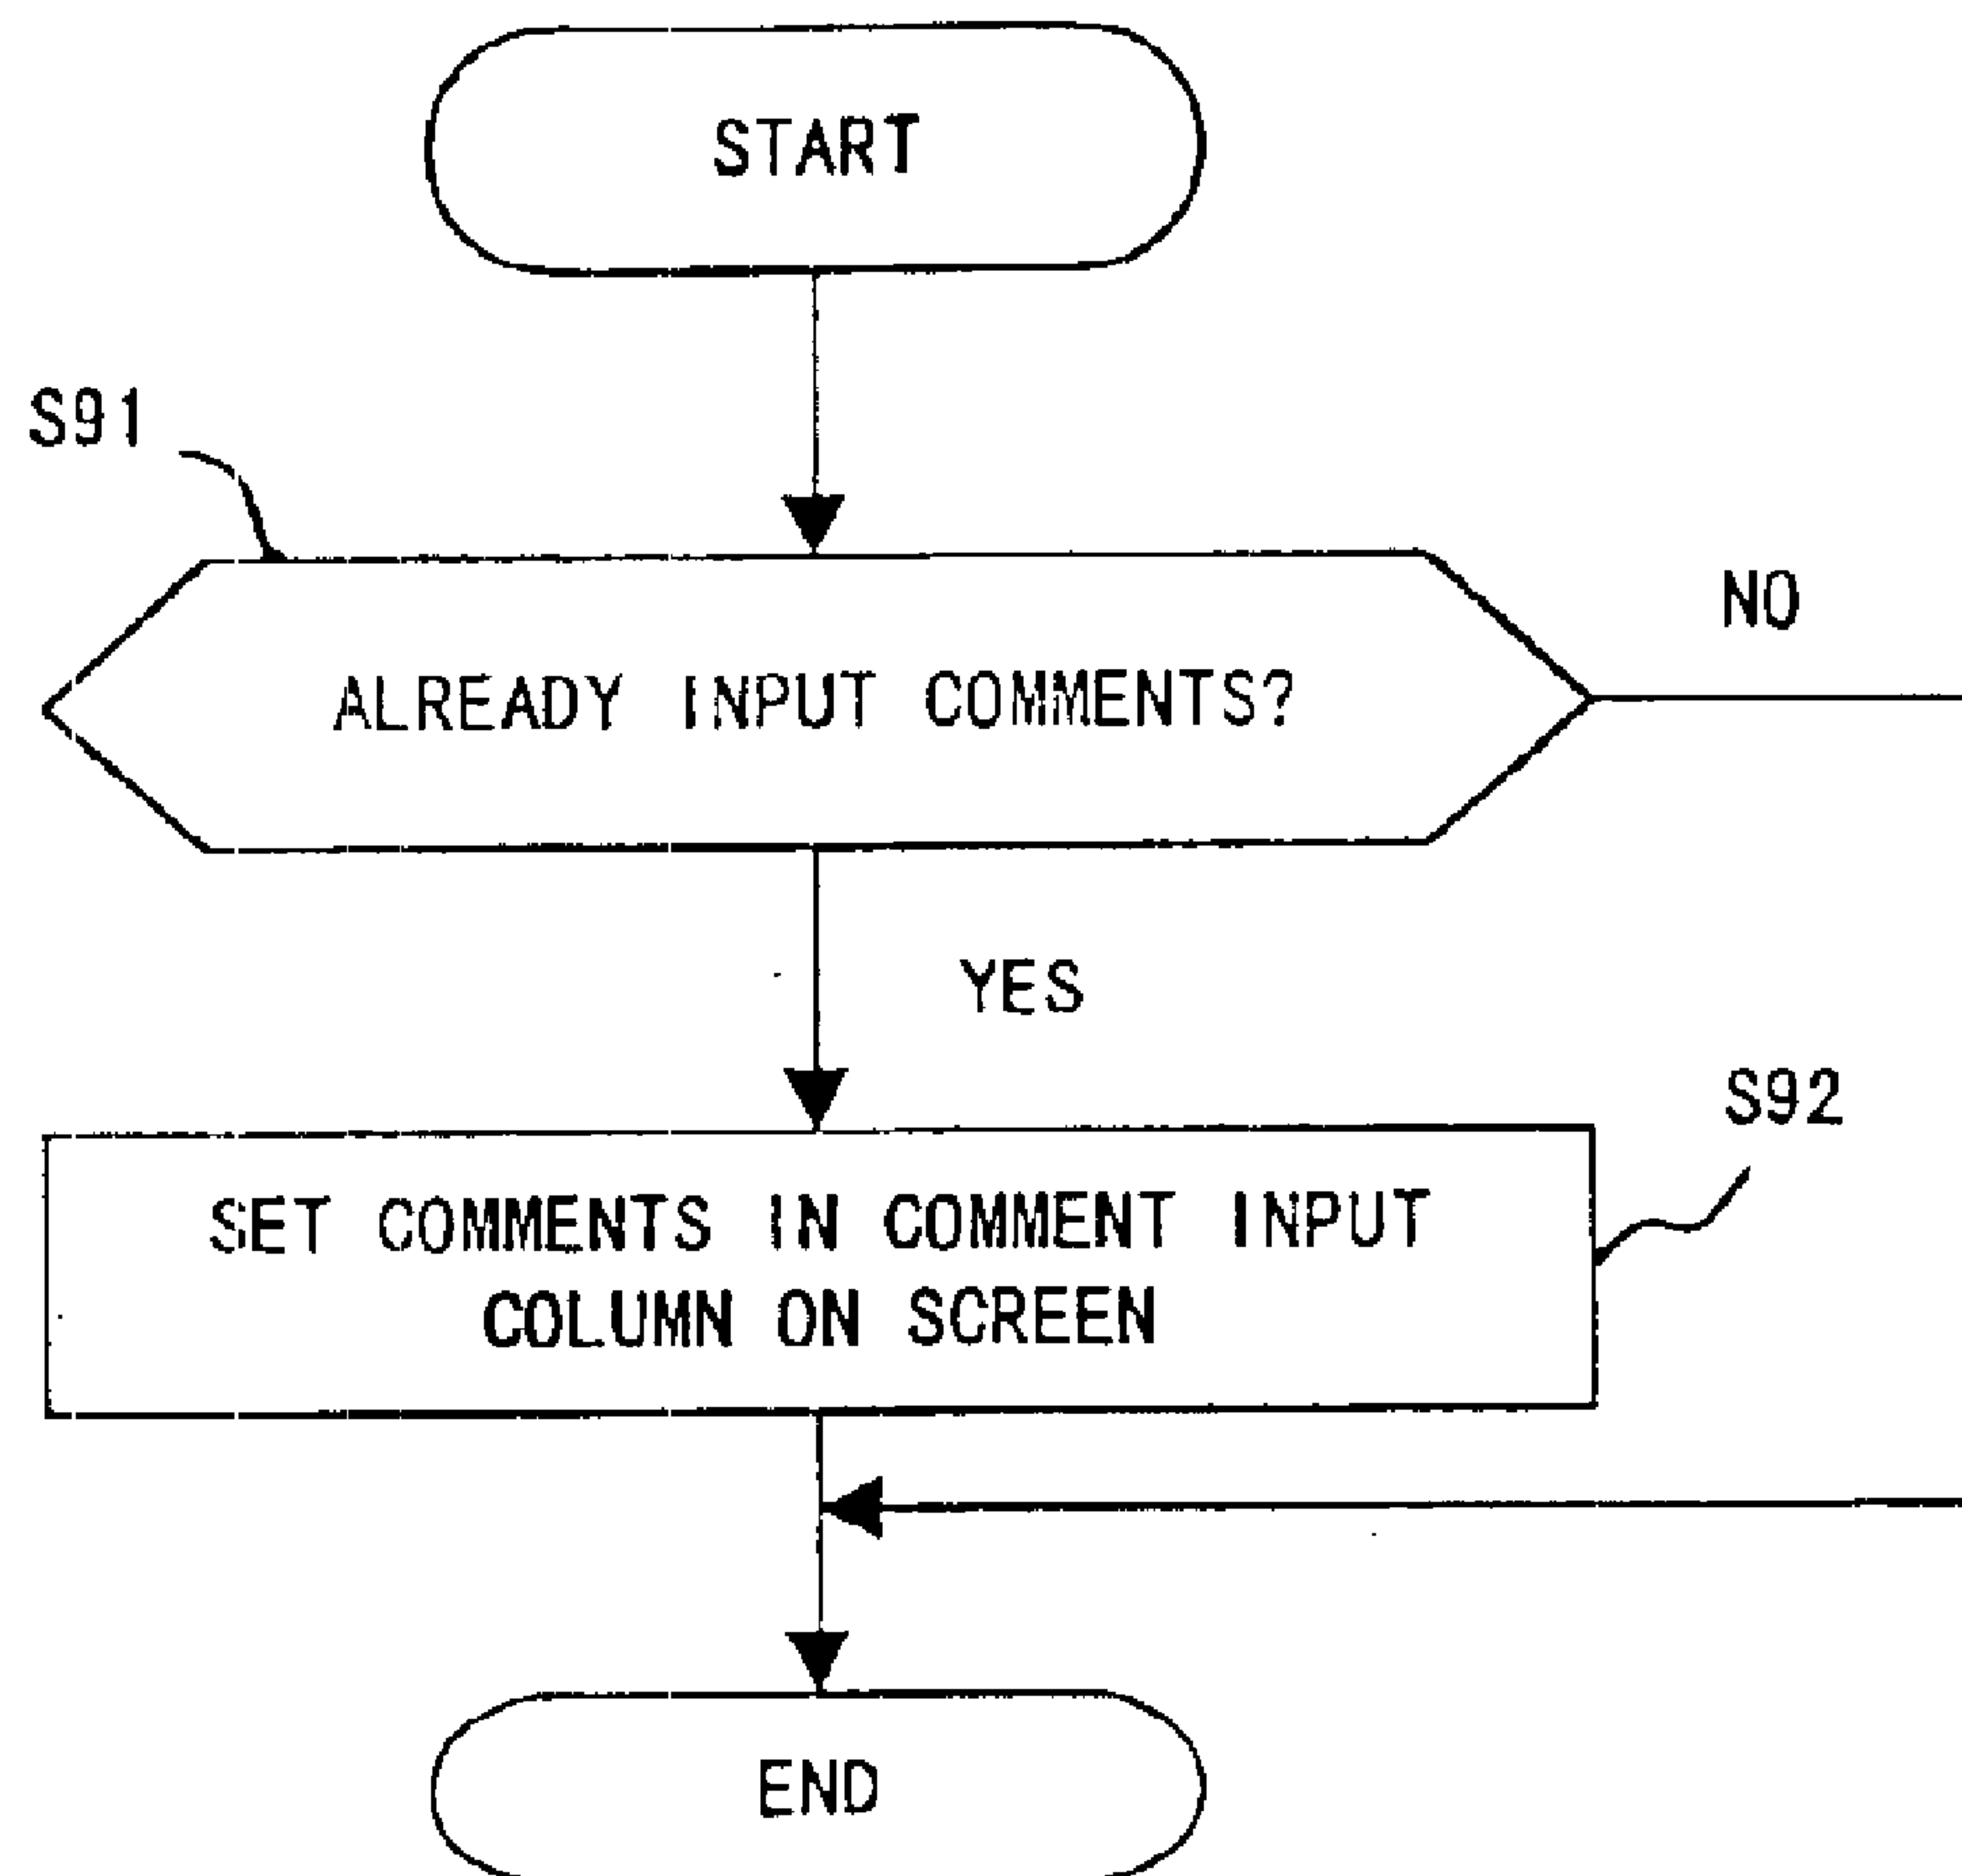 START
S91
NO
ALREADY INPUT COMMENTS?
YES
S92
SET COMMENTS IN COMMENT INPUT
COLUMN ON SCREEN
END